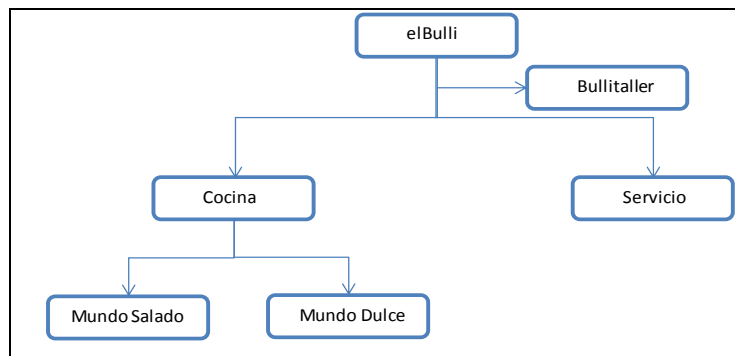 elBulli
Bullitaller
Cocina
Servicio
Mundo Salado
Mundo Dulce